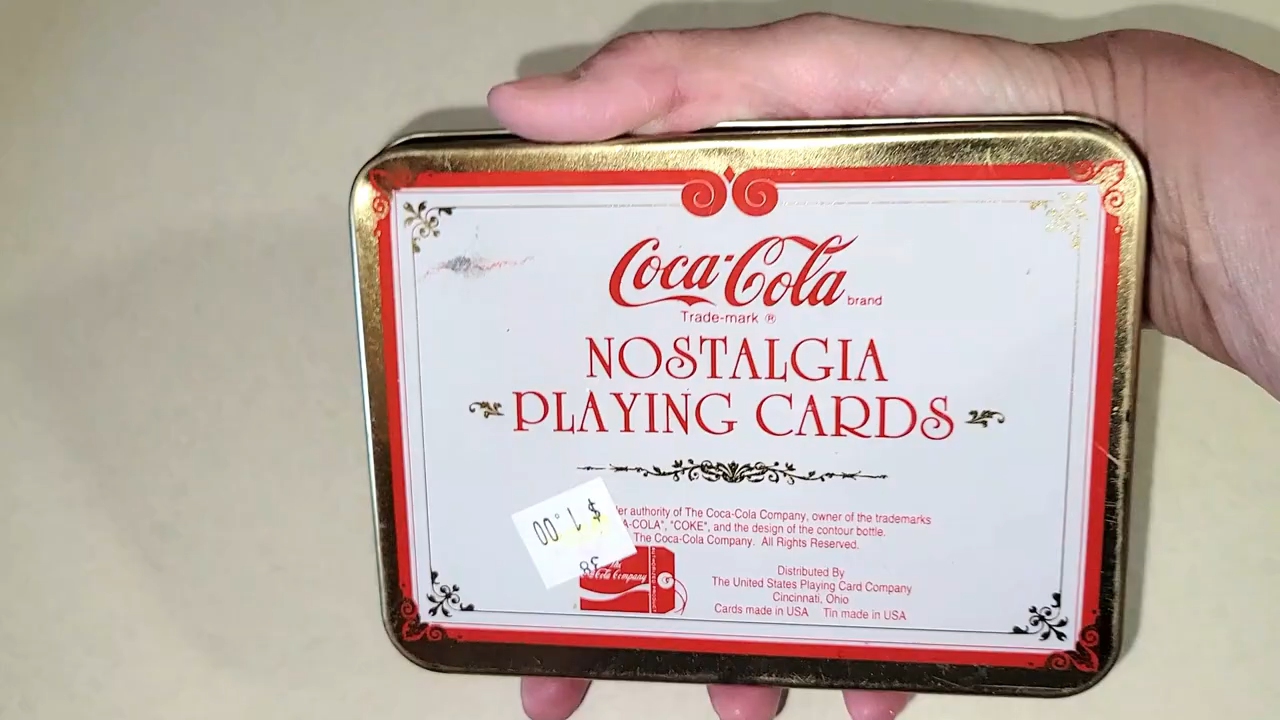 Coca-Cola brand
Trade-mark ®
NOSTALGIA
PLAYING CARDS
authority of The Coca-Cola Company, owner of the trademarks
"COKE", and the design of the contour bottle.
The Coca-Cola Company. All Rights Reserved.
$1.00
38
Distributed By
The United States Playing Card Company
Cincinnati, Ohio
Cards made in USA Tin made in USA